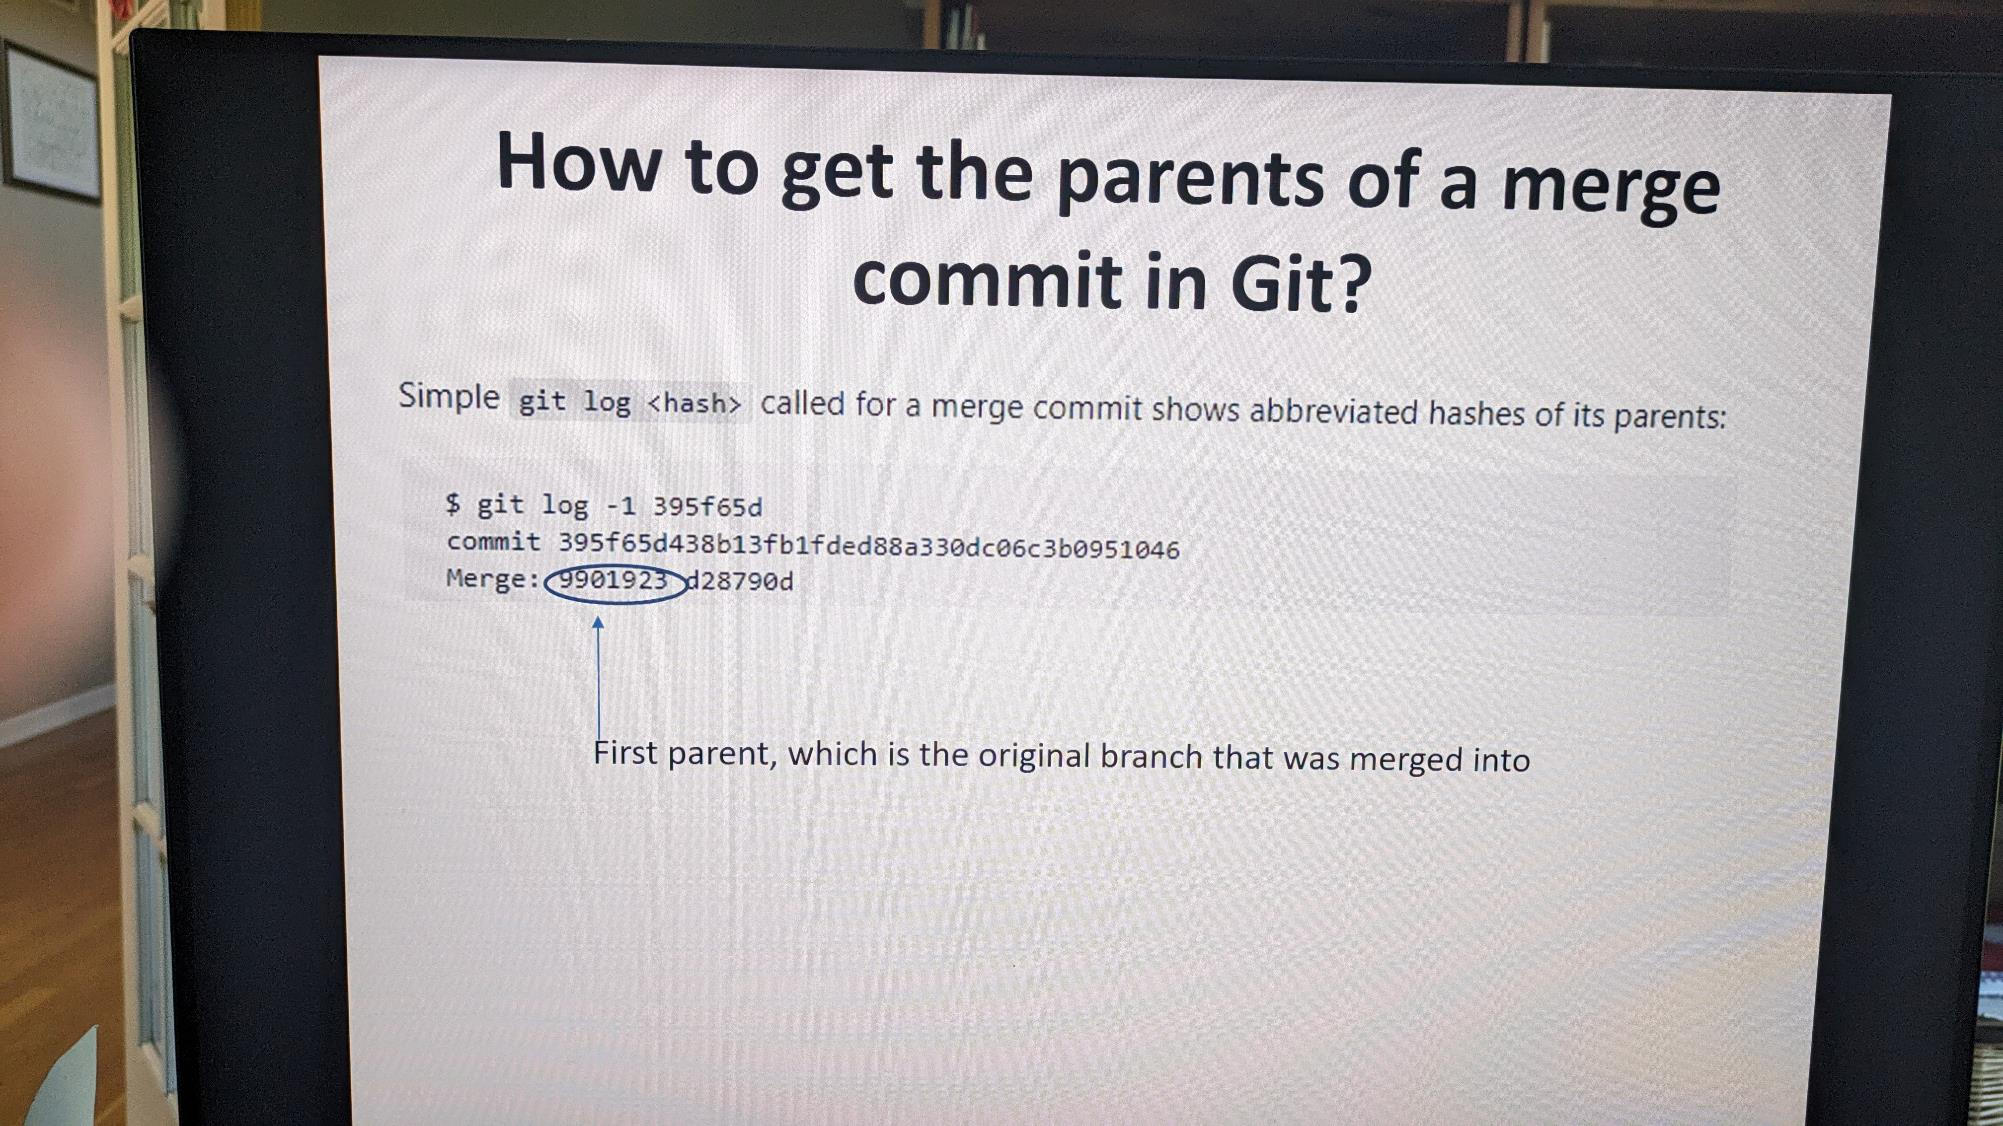 How to get the parents of a merge
commit in Git?
Simple git log <hash> called for a merge commit shows abbreviated hashes of its parents:
$ git log -1 395f65d
commit 395f65d438b13fb1fded88a330dc06c3b0951046
Merge: 9901923 d28790d
First parent, which is the original branch that was merged into